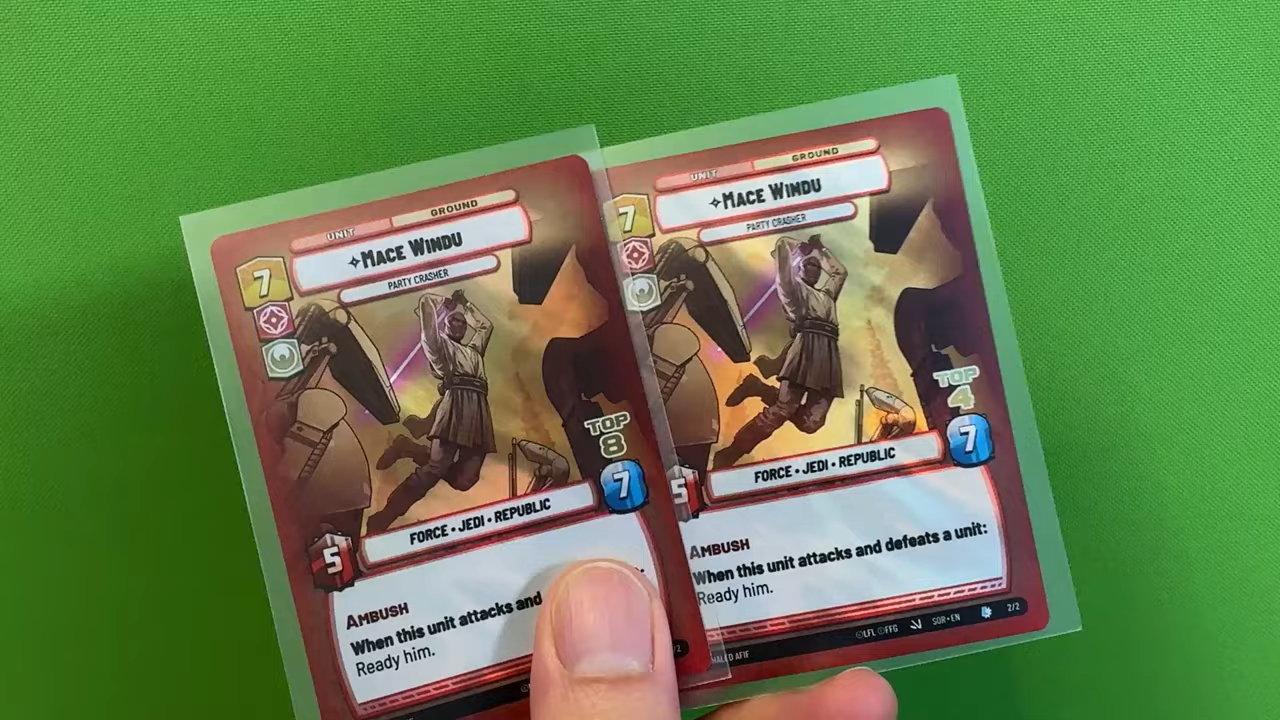 UNIT GROUND
7
✧MACE WINDU
PARTY CRASHER
TOP
8
7
FORCE • JEDI • REPUBLIC
5
AMBUSH
When this unit attacks and
Ready him.
UNIT GROUND
7
✧MACE WINDU
PARTY CRASHER
TOP
4
7
FORCE • JEDI • REPUBLIC
5
AMBUSH
When this unit attacks and defeats a unit:
Ready him.
©LFL ©FFG SOR•EN 2/2